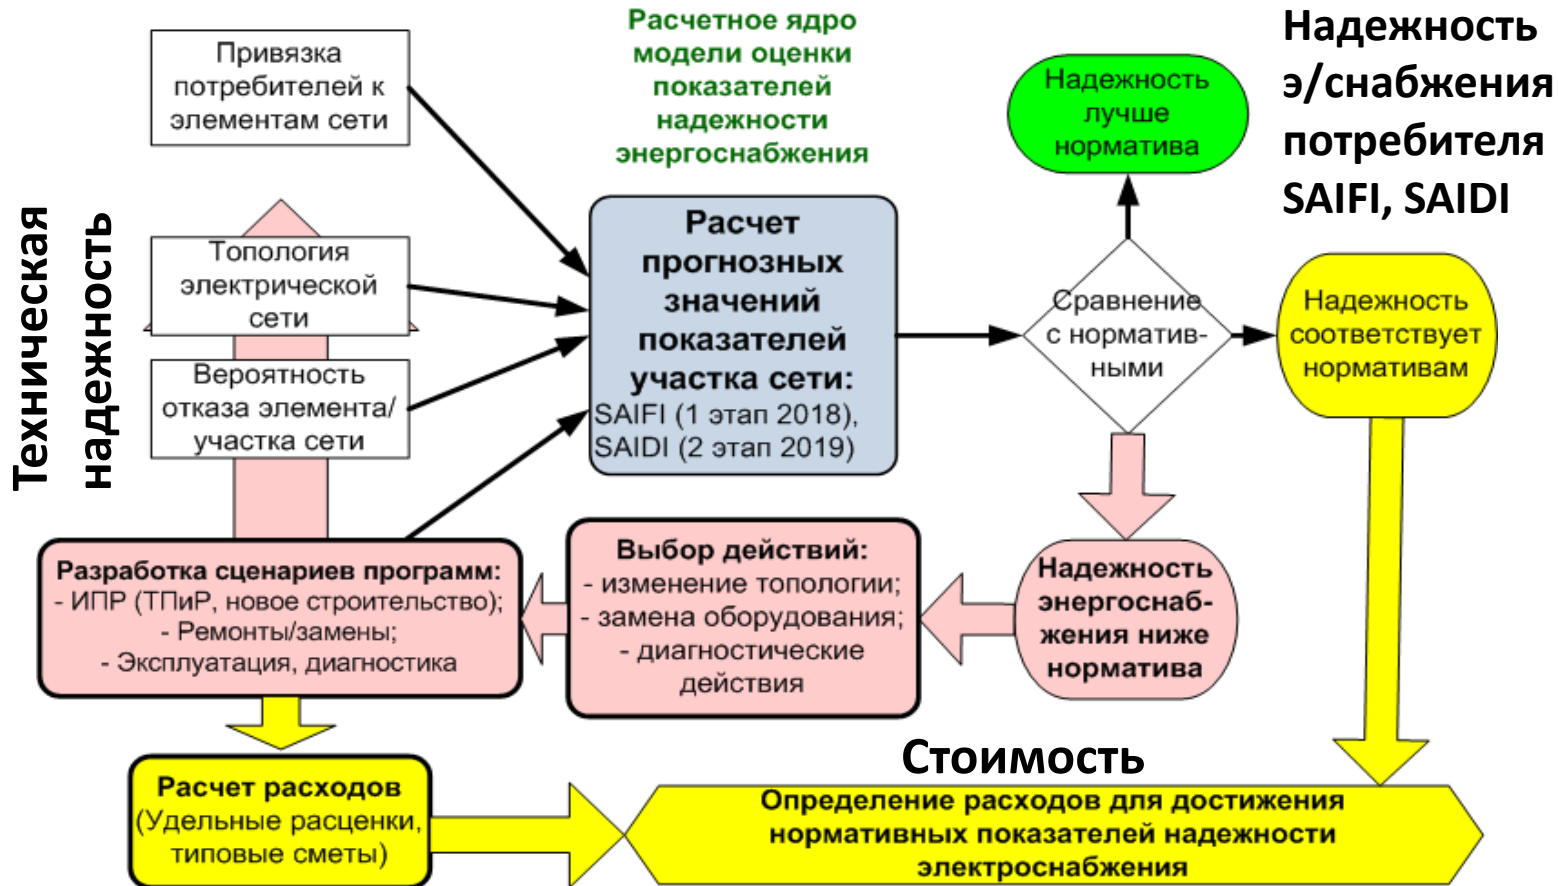 Привязка
потребителей к
элементам сети
Расчетное ядро
модели оценки
показателей
надежности
энергоснабжения
Надежность
лучше
норматива
Надежность
э/снабжения
потребителя
SAIFI, SAIDI
Техническая
надежность
Топология
электрической
сети
Вероятность
отказа элемента/
участка сети
Расчет
прогнозных
значений
показателей
участка сети:
SAIFI (1 этап 2018),
SAIDI (2 этап 2019)
Сравнение
с норматив-
ными
Надежность
соответствует
нормативам
Разработка сценариев программ:
- ИПР (ТПиР, новое строительство);
- Ремонты/замены;
- Эксплуатация, диагностика
Выбор действий:
- изменение топологии;
- замена оборудования;
- диагностические
действия
Надежность
энергоснаб-
жения ниже
норматива
Стоимость
Расчет расходов
(Удельные расценки,
типовые сметы)
Определение расходов для достижения
нормативных показателей надежности
электроснабжения